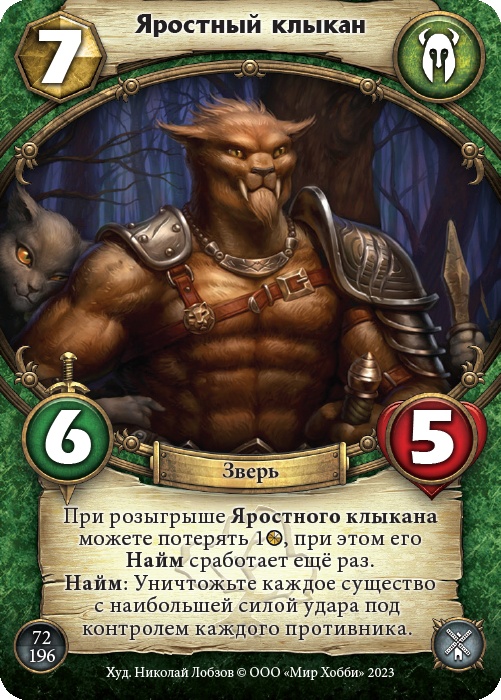 Яростный клыкан
7
6
5
Зверь
При розыгрыше Яростного клыкана
можете потерять 1, при этом его
Найм сработает ещё раз.
Найм: Уничтожьте каждое существо
с наибольшей силой удара под
контролем каждого противника.
72
196
Худ. Николай Лобзов © ООО «Мир Хобби» 2023